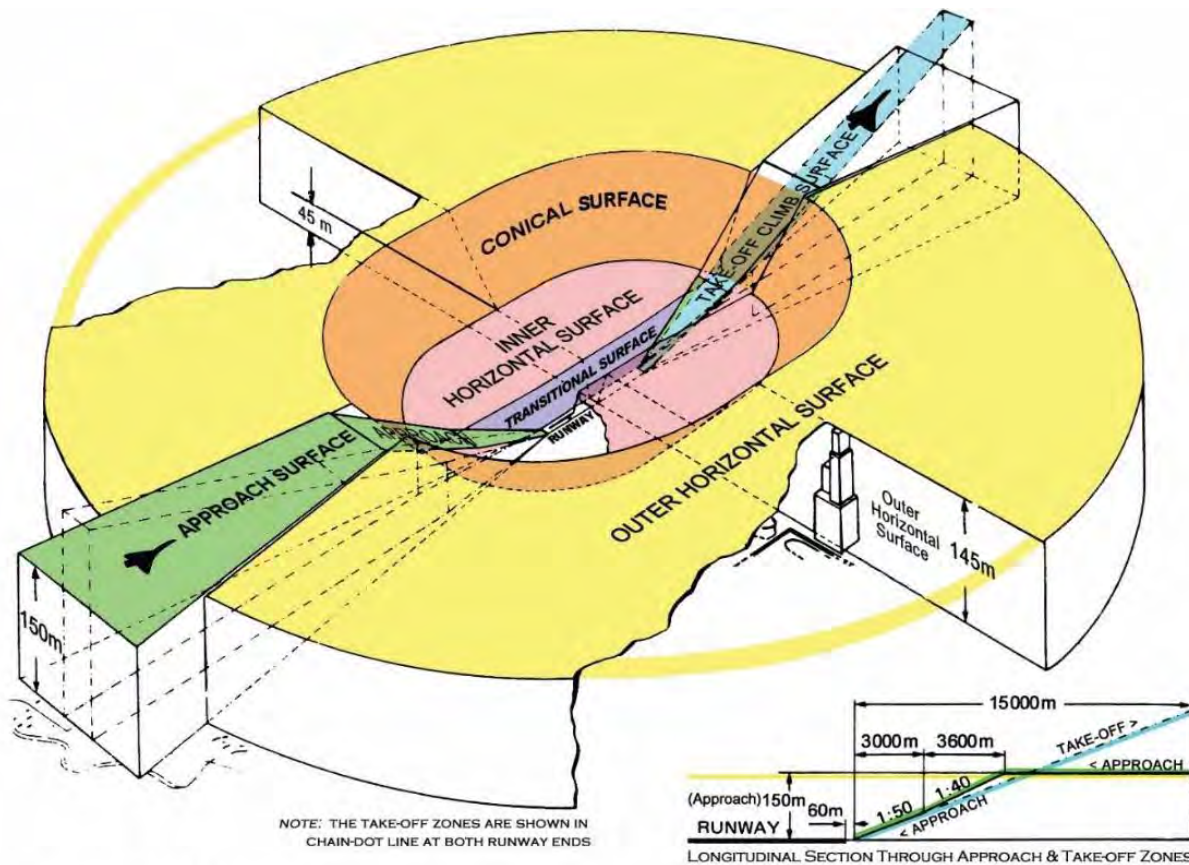 TAKE-OFF CLIMB SURFACE
45 m
CONICAL SURFACE
INNER
HORIZONTAL SURFACE
TRANSITIONAL SURFACE
RUNWAY
APPROACH SURFACE
OUTER HORIZONTAL SURFACE
Outer
Horizontal
Surface
145m
150m
15000m
3000m
3600m
TAKE-OFF >
< APPROACH
(Approach)150m
60m
1:50
1:40
< APPROACH
RUNWAY
NOTE: THE TAKE-OFF ZONES ARE SHOWN IN
CHAIN-DOT LINE AT BOTH RUNWAY ENDS
LONGITUDINAL SECTION THROUGH APPROACH & TAKE-OFF ZONES